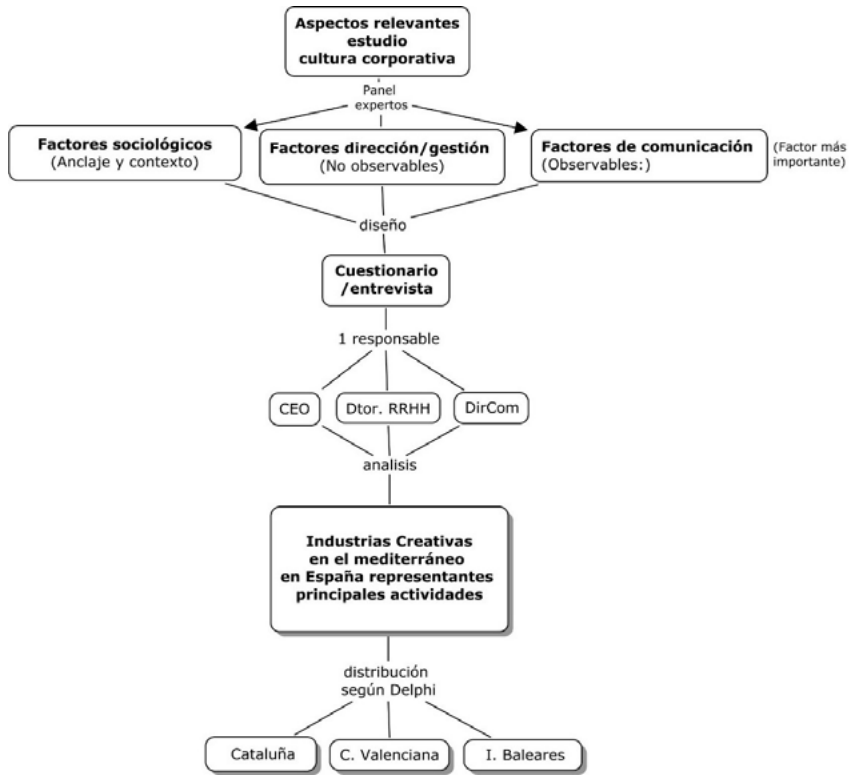 Aspectos relevantes
estudio
cultura corporativa
Panel
expertos
Factores sociológicos
(Anclaje y contexto)
Factores dirección/gestión
(No observables)
Factores de comunicación
(Observables:)
(Factor más
importante)
diseño
Cuestionario
/entrevista
1 responsable
CEO
Dtor. RRHH
DirCom
analisis
Industrias Creativas
en el mediterráneo
en España representantes
principales actividades
distribución
según Delphi
Cataluña
C. Valenciana
I. Baleares